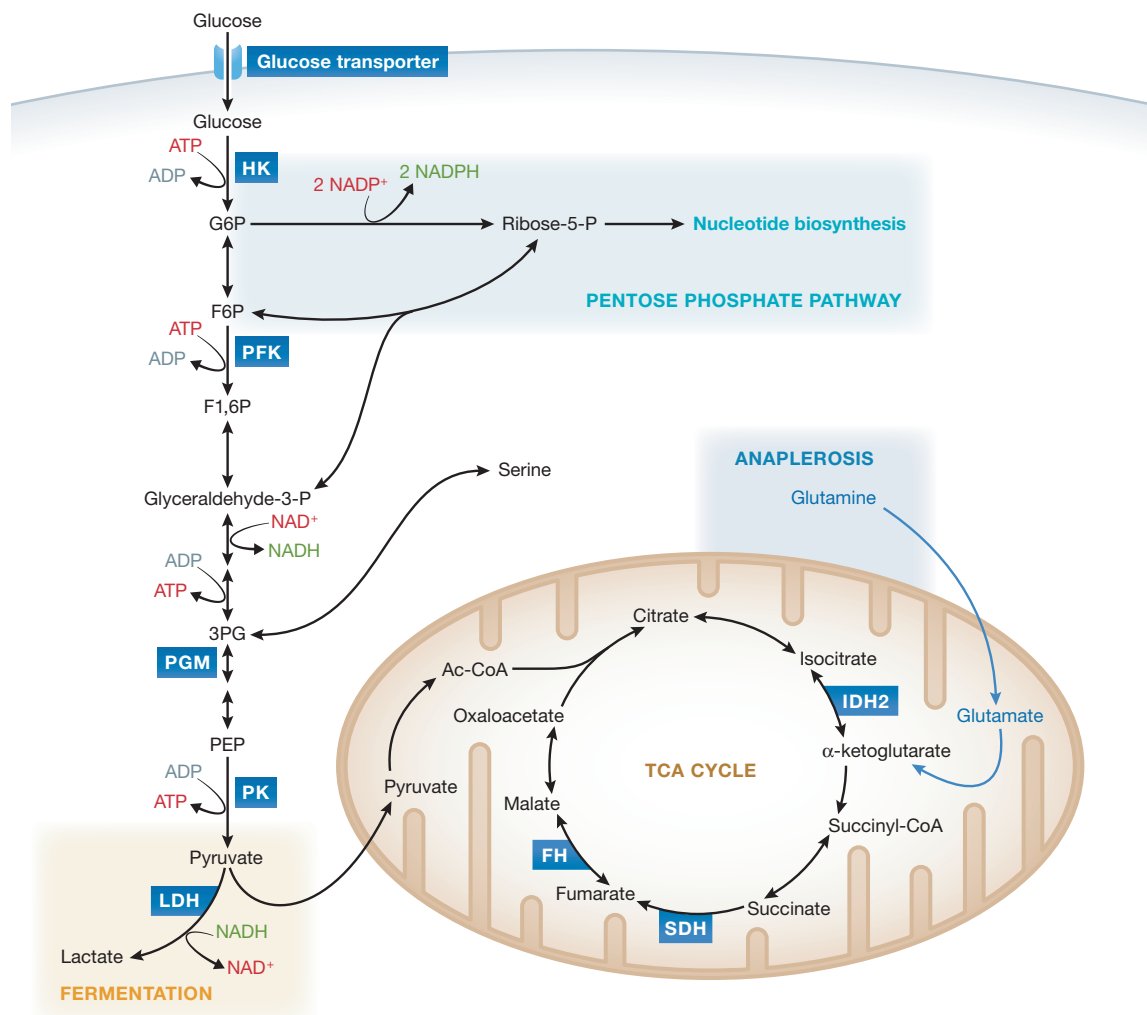 Glucose
Glucose transporter
Glucose
ATP
HK
ADP
2 NADP⁺
2 NADPH
G6P
Ribose-5-P
Nucleotide biosynthesis
PENTOSE PHOSPHATE PATHWAY
F6P
ATP
PFK
ADP
F1,6P
Serine
ANAPLEROSIS
Glutamine
Glyceraldehyde-3-P
NAD⁺
NADH
ADP
ATP
3PG
PGM
PEP
ADP
PK
ATP
Citrate
Ac-CoA
Isocitrate
IDH2
Oxaloacetate
Glutamate
α-ketoglutarate
TCA CYCLE
Pyruvate
Malate
Succinyl-CoA
FH
Fumarate
Succinate
SDH
Pyruvate
LDH
NADH
Lactate
NAD⁺
FERMENTATION